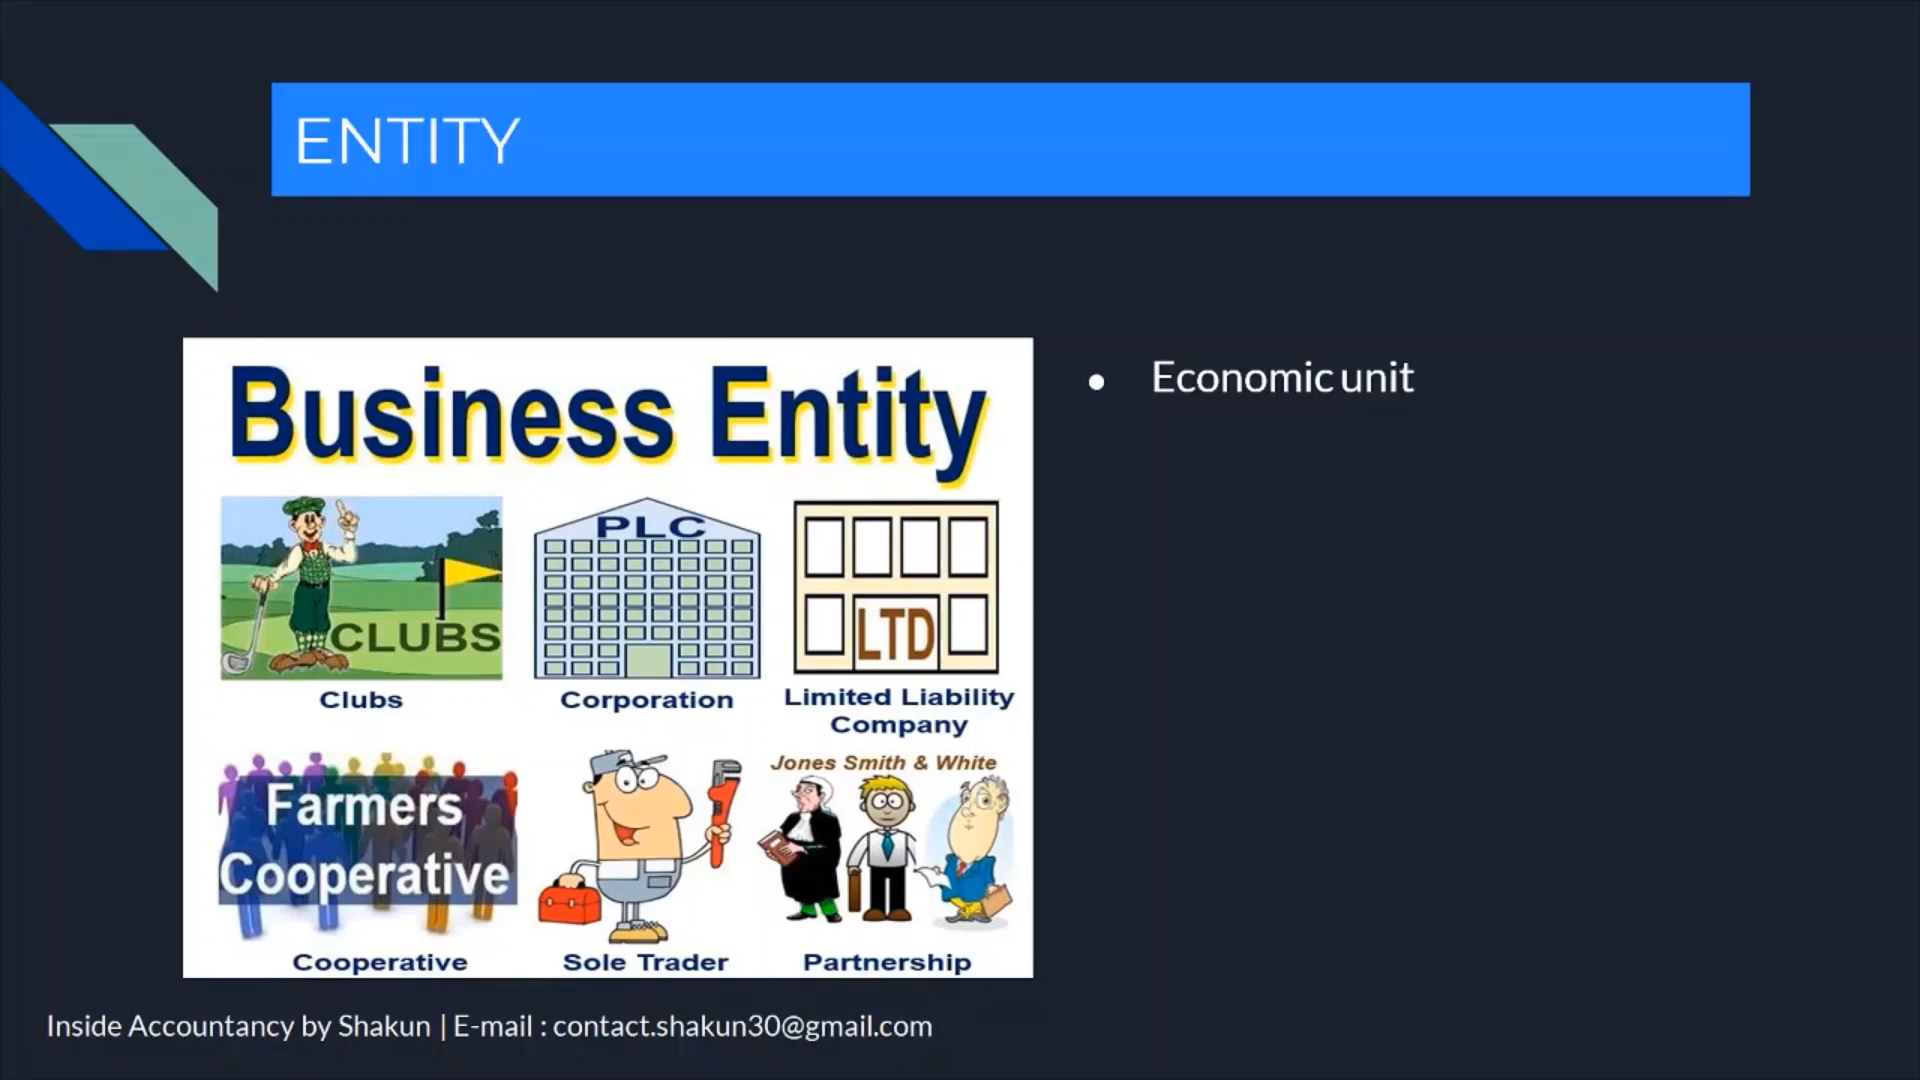 ENTITY
Business Entity
CLUBS
PLC
LTD
Clubs
Corporation
Limited Liability
Company
Farmers
Cooperative
Jones Smith & White
Cooperative
Sole Trader
Partnership
Economic unit
Inside Accountancy by Shakun | E-mail : contact.shakun30@gmail.com